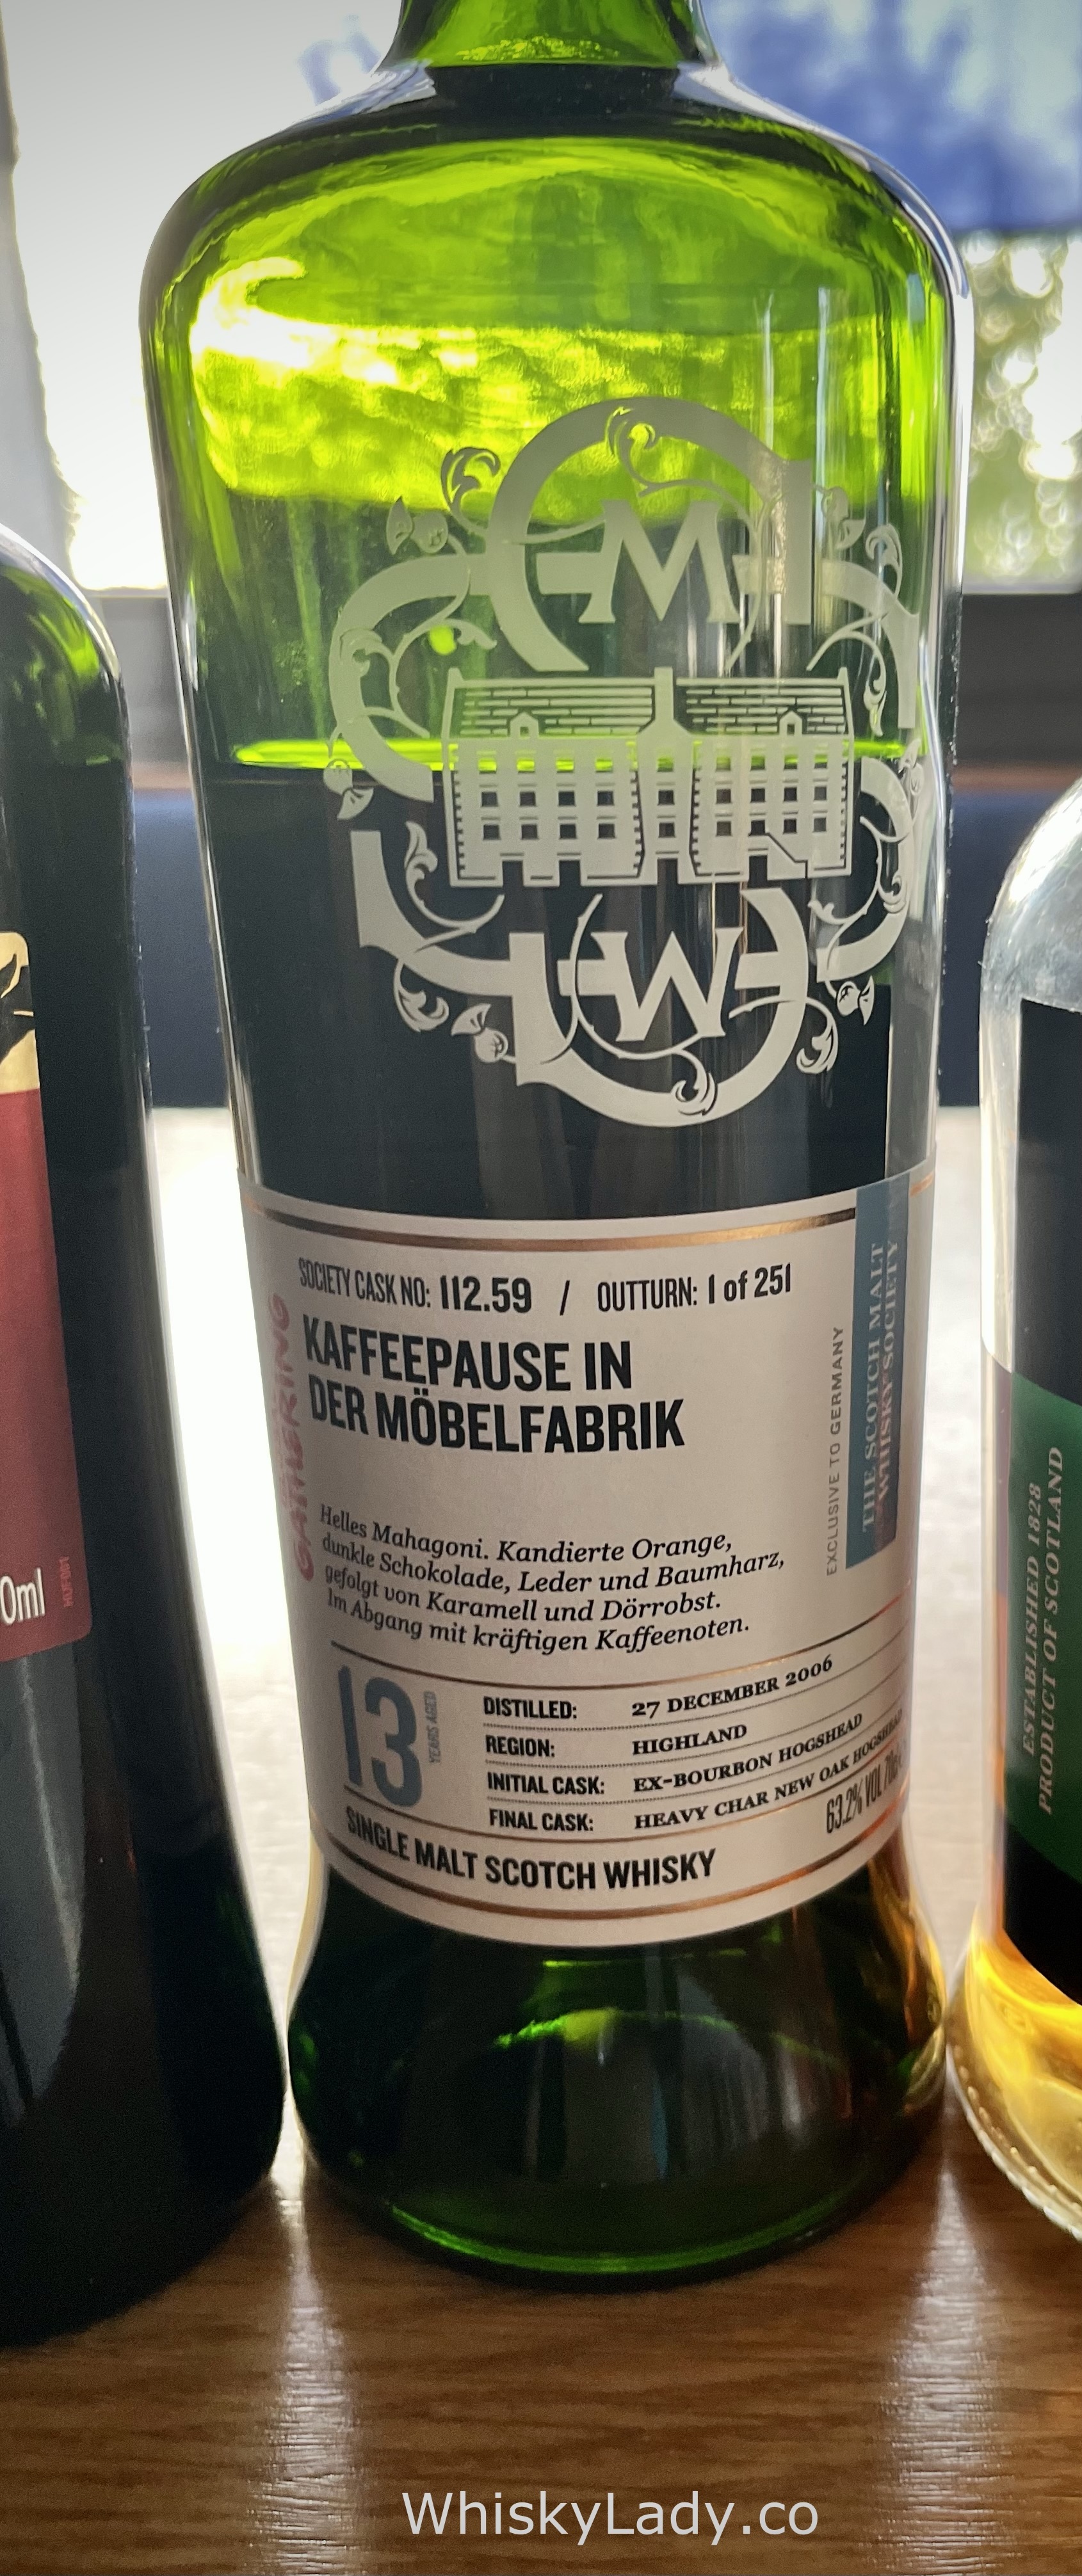 M
W
SOCIETY CASK NO: 112.59 / OUTTURN: 1 of 251
KAFFEEPAUSE IN
DER MÖBELFABRIK
Helles Mahagoni. Kandierte Orange,
dunkle Schokolade, Leder und Baumharz,
gefolgt von Karamell und Dörrobst.
Im Abgang mit kräftigen Kaffeenoten.
GATHERING
EXCLUSIVE TO GERMANY
THE SCOTCH MALT
WHISKY SOCIETY
13
YEARS AGED
DISTILLED: 27 DECEMBER 2006
REGION: HIGHLAND
INITIAL CASK: EX-BOURBON HOGSHEAD
FINAL CASK: HEAVY CHAR NEW OAK HOGSHEAD
63.2% VOL
SINGLE MALT SCOTCH WHISKY
0ml
ESTABLISHED 1828
PRODUCT OF SCOTLAND
WhiskyLady.co